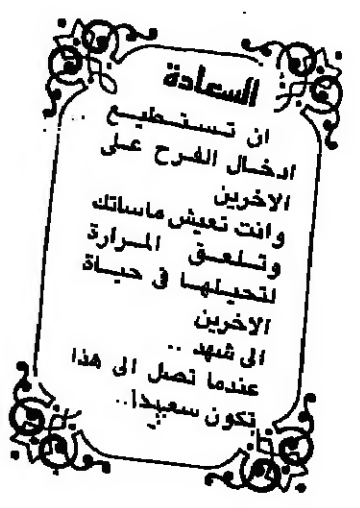 السعادة
ان تستطيع
ادخال الفرح على
الاخرين
وانت تعيش ماساتك
وتلعق المرارة
لتحيلها في حياة
الاخرين
الى شهد ..
عندما تصل الى هذا
تكون سعيدا..